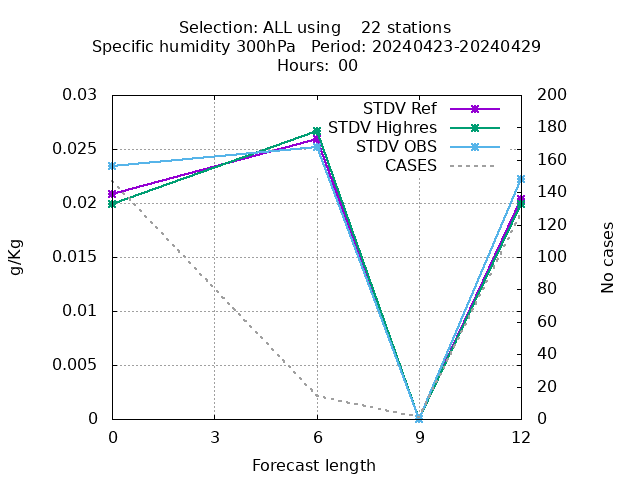 Selection: ALL using    22 stations
Specific humidity 300hPa   Period: 20240423-20240429
Hours:  00
0.03
0.025
0.02
0.015
0.01
0.005
0
200
180
160
140
120
100
80
60
40
20
0
STDV Ref
STDV Highres
STDV OBS
CASES
g/Kg
No cases
0
3
6
9
12
Forecast length